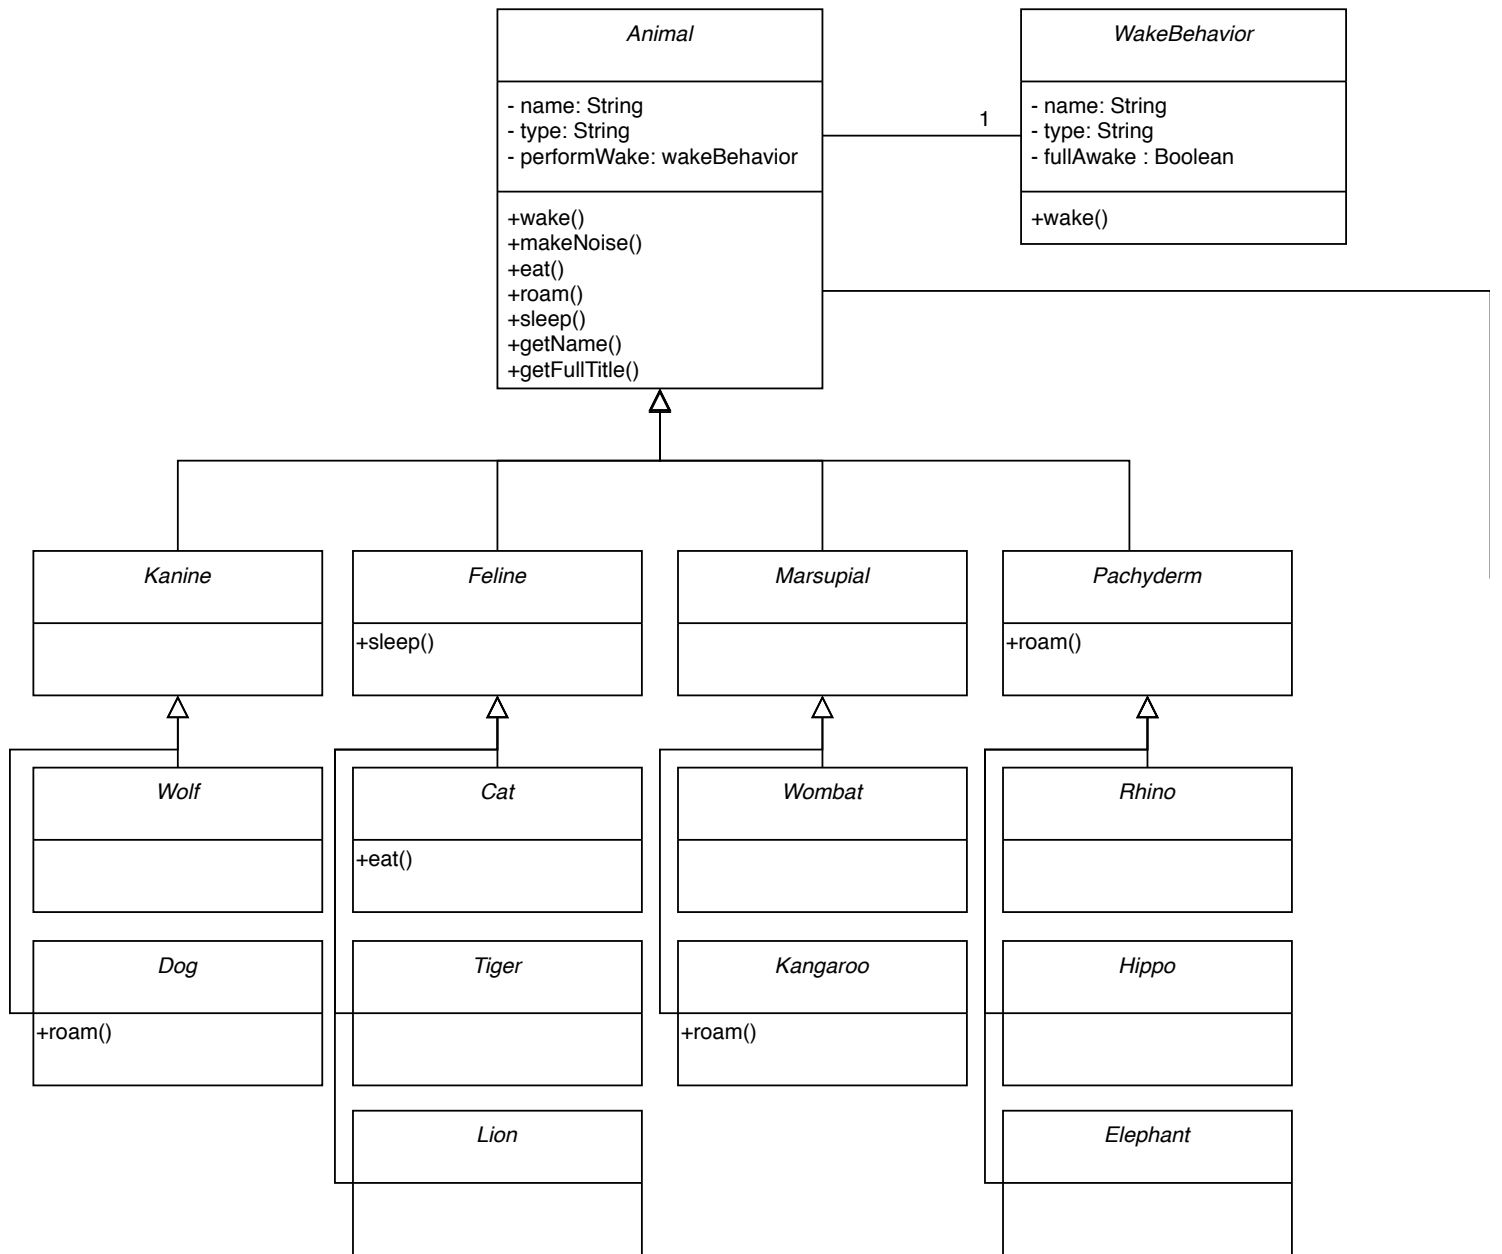 Animal
- name: String
- type: String
- performWake: wakeBehavior
+wake()
+makeNoise()
+eat()
+roam()
+sleep()
+getName()
+getFullTitle()
1
WakeBehavior
- name: String
- type: String
- fullAwake : Boolean
+wake()
Kanine
Feline
+sleep()
Marsupial
Pachyderm
+roam()
Wolf
Cat
+eat()
Wombat
Rhino
Dog
+roam()
Tiger
Kangaroo
+roam()
Hippo
Lion
Elephant